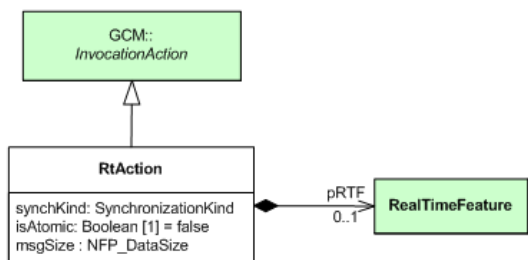 GCM::
InvocationAction
RtAction
synchKind: SynchronizationKind
isAtomic: Boolean [1] = false
msgSize : NFP_DataSize
pRTF
0..1
RealTimeFeature